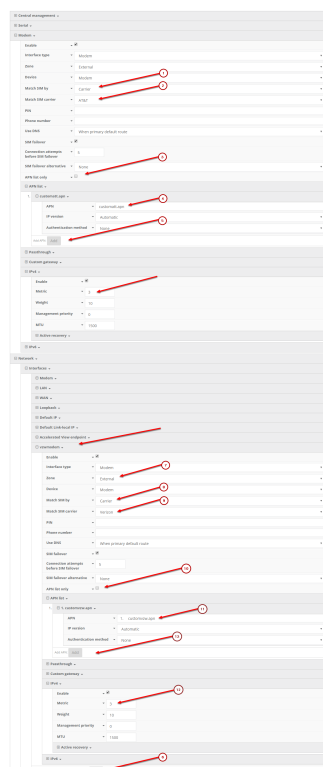 Central management
Serial
Modem
Enable
Interface type Modem
Zone External
Device Modem
1
Match SIM by Carrier
2
Match SIM carrier AT&T
PIN
Phone number
Use DNS When primary default route
SIM failover
Connection attempts before SIM failover 5
SIM failover alternative None
APN list only
APN list
APN
IP version Automatic
Authentication method None
Add APN Add
Passthrough
Custom gateway
IPv4
Enable
Metric 3
Weight 10
Management priority 0
MTU 1500
Active recovery
IPv6
Network
Interfaces
Modem
LAN
WAN
Loopback
Default IP
Default Link-local IP
Accelerated View endpoint
Enable
7
Interface type Modem
Zone External
Device Modem
Match SIM by Carrier
Match SIM carrier Verizon
PIN
Phone number
Use DNS When primary default route
SIM failover
Connection attempts before SIM failover
10
SIM failover alternative None
APN list only
APN list
11
APN
IP version Automatic
Authentication method None
Add APN Add
Passthrough
Custom gateway
IPv4
Enable
Metric
Weight 10
Management priority 0
MTU 1500
Active recovery
IPv6